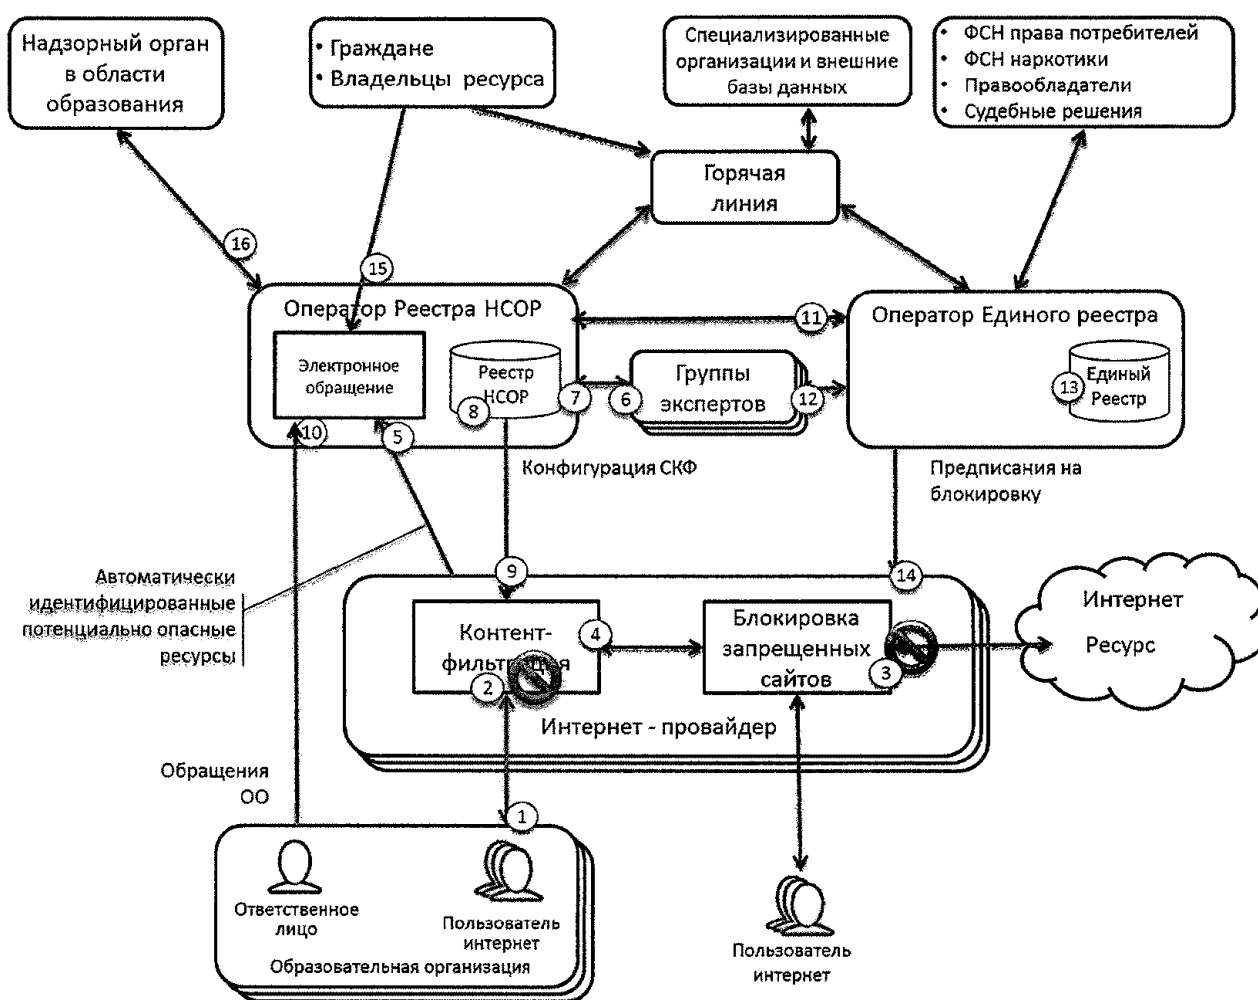 Надзорный орган
в области
образования
• Граждане
• Владельцы ресурса
Специализированные
организации и внешние
базы данных
• ФСН права потребителей
• ФСН наркотики
• Правообладатели
• Судебные решения
Горячая
линия
16
15
Оператор Реестра НСОР
11
Оператор Единого реестра
Электронное
обращение
Реестр
НСОР
8
7
6
Группы
экспертов
12
13
Единый
Реестр
10
5
Конфигурация СКФ
Предписания на
блокировку
Автоматически
идентифицированные
потенциально опасные
ресурсы
9
14
Контент-
фильтрация
4
2
Блокировка
запрещенных
сайтов
3
Интернет
Ресурс
Интернет - провайдер
Обращения
ОО
1
Ответственное
лицо
Пользователь
интернет
Образовательная организация
Пользователь
интернет